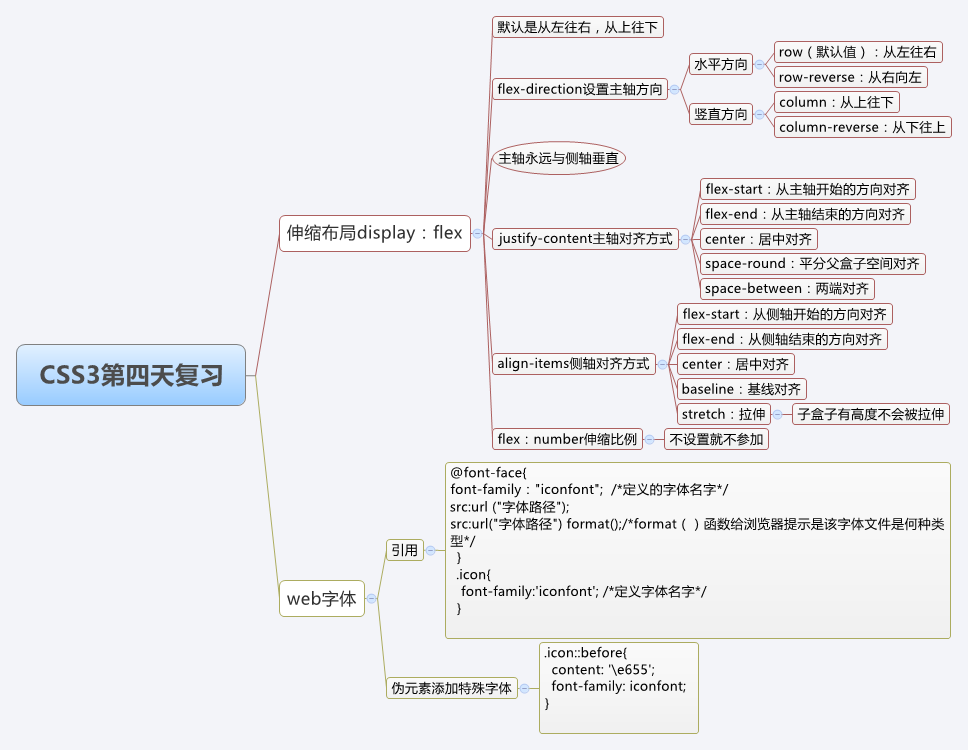 CSS3第四天复习
伸缩布局display：flex
默认是从左往右，从上往下
flex-direction设置主轴方向
水平方向
row（默认值）：从左往右
row-reverse：从右向左
竖直方向
column：从上往下
column-reverse：从下往上
主轴永远与侧轴垂直
justify-content主轴对齐方式
flex-start：从主轴开始的方向对齐
flex-end：从主轴结束的方向对齐
center：居中对齐
space-round：平分父盒子空间对齐
space-between：两端对齐
align-items侧轴对齐方式
flex-start：从侧轴开始的方向对齐
flex-end：从侧轴结束的方向对齐
center：居中对齐
baseline：基线对齐
stretch：拉伸
子盒子有高度不会被拉伸
flex：number伸缩比例
不设置就不参加
web字体
引用
@font-face{
font-family："iconfont";  /*定义的字体名字*/
src:url ("字体路径");
src:url("字体路径") format();/*format（ ）函数给浏览器提示是该字体文件是何种类
型*/
}
.icon{
font-family:'iconfont'; /*定义字体名字*/
}
伪元素添加特殊字体
.icon::before{
content: '\e655';
font-family: iconfont;
}